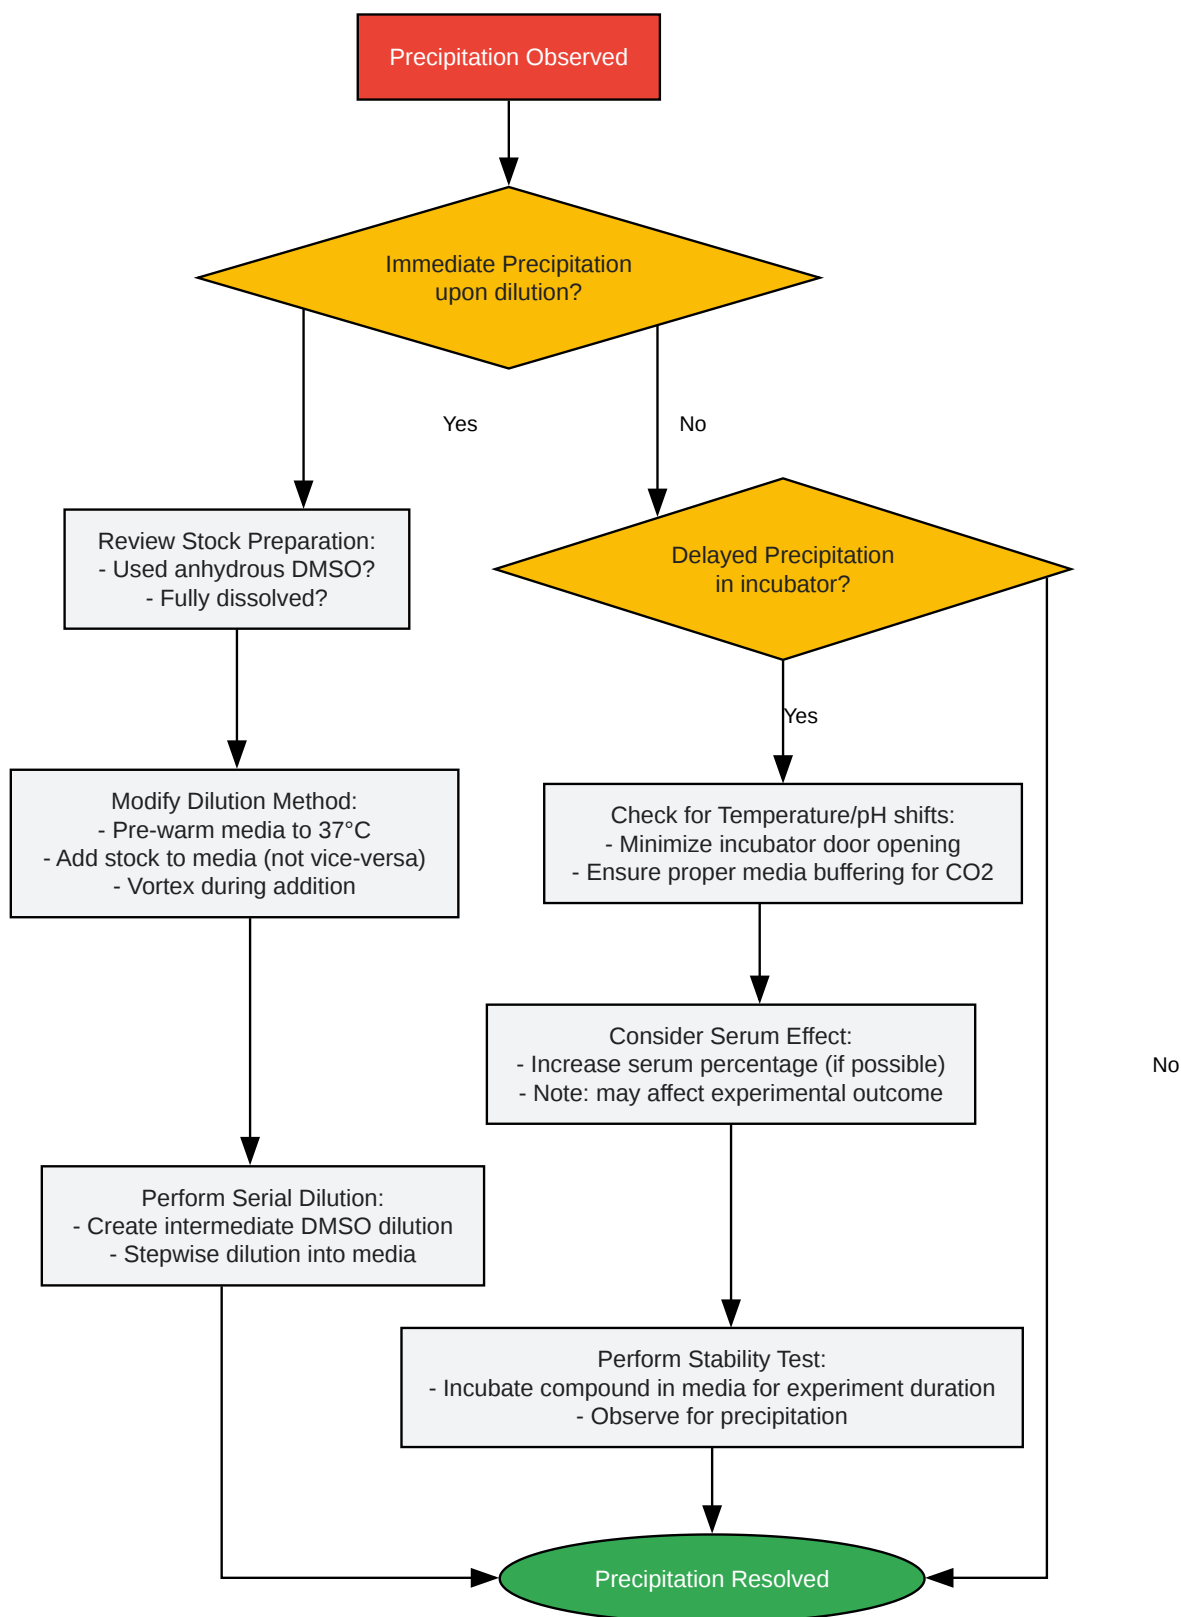 Precipitation Observed
Immediate Precipitation
upon dilution?
Yes
No
Review Stock Preparation:
- Used anhydrous DMSO?
- Fully dissolved?
Delayed Precipitation
in incubator?
Yes
Modify Dilution Method:
- Pre-warm media to 37°C
- Add stock to media (not vice-versa)
- Vortex during addition
Check for Temperature/pH shifts:
- Minimize incubator door opening
- Ensure proper media buffering for CO2
Consider Serum Effect:
- Increase serum percentage (if possible)
- Note: may affect experimental outcome
No
Perform Serial Dilution:
- Create intermediate DMSO dilution
- Stepwise dilution into media
Perform Stability Test:
- Incubate compound in media for experiment duration
- Observe for precipitation
Precipitation Resolved